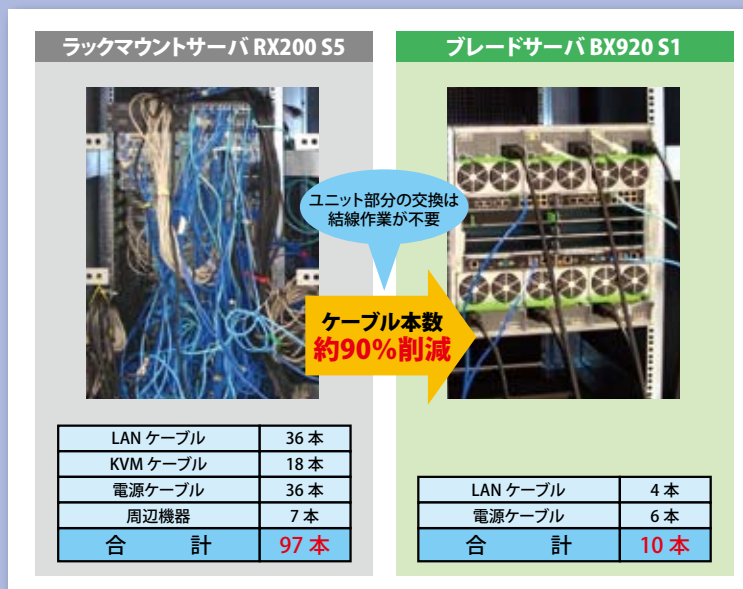 ラックマウントサーバ RX200 S5
ブレードサーバ BX920 S1
ユニット部分の交換は
結線作業が不要
ケーブル本数
約90%削減
LAN ケーブル 36 本
KVM ケーブル 18 本
電源ケーブル 36 本
周辺機器 7 本
合 計 97 本
LAN ケーブル 4 本
電源ケーブル 6 本
合 計 10 本